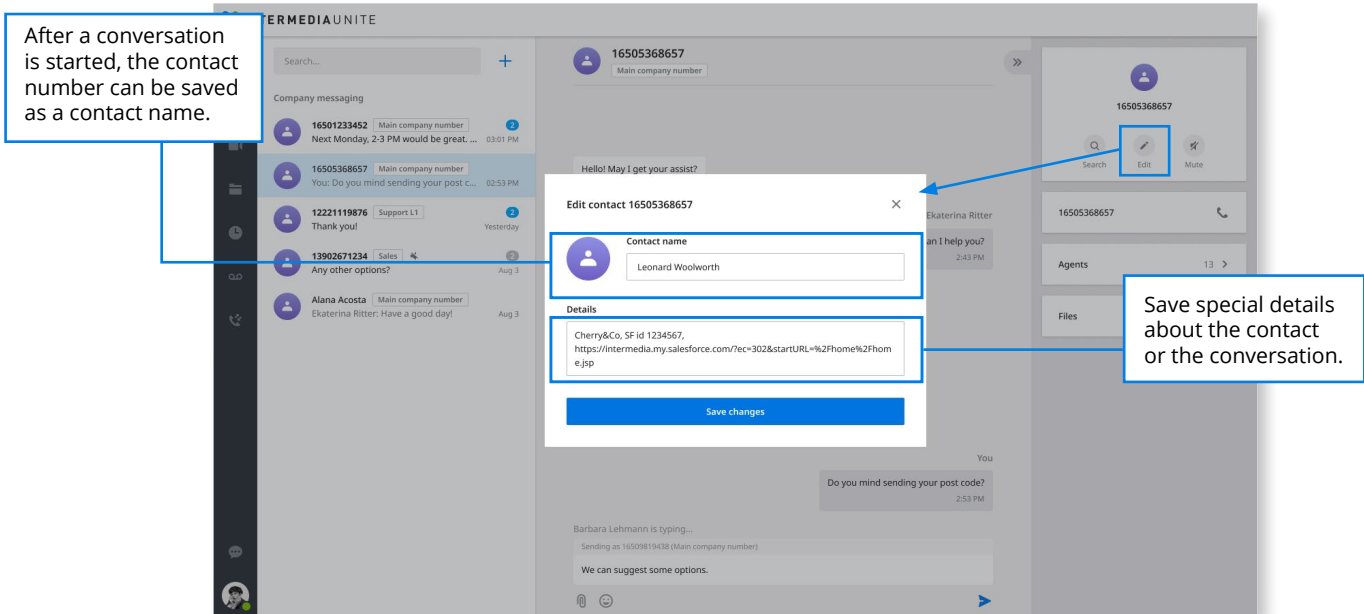 After a conversation
is started, the contact
number can be saved
as a contact name.
TERMEDIAUNITE
Search...
+
Company messaging
16501233452 Main company number 2
Next Monday, 2-3 PM would be great. ... 03:01 PM
16505368657 Main company number
You: Do you mind sending your post c... 02:53 PM
12221119876 Support L1 2
Thank you! Yesterday
13902671234 Sales 2
Any other options? Aug 3
Alana Acosta Main company number
Ekaterina Ritter: Have a good day! Aug 3
16505368657
Main company number
Hello! May I get your assist?
Ekaterina Ritter
an I help you?
2:43 PM
Edit contact 16505368657
Contact name
Leonard Woolworth
Details
Cherry&Co, SF id 1234567,
https://intermedia.my.salesforce.com/?ec=302&startURL=%2Fhome%2Fhom
e.jsp
Save changes
You
Do you mind sending your post code?
2:53 PM
Barbara Lehmann is typing...
Sending as 16509819438 (Main company number)
We can suggest some options.
16505368657
Search Edit Mute
16505368657
Agents 13 >
Files
Save special details
about the contact
or the conversation.